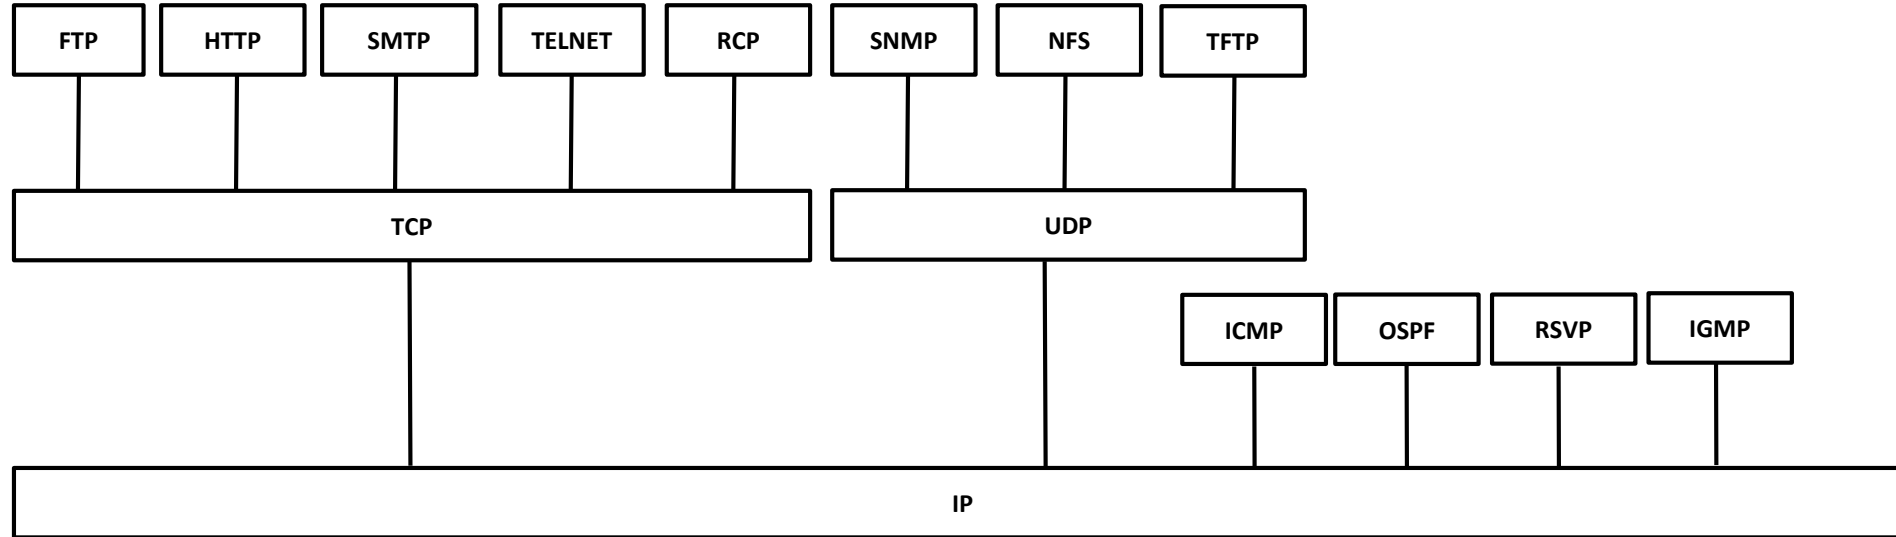 FTP
HTTP
SMTP
TELNET
RCP
SNMP
NFS
TFTP
TCP
UDP
ICMP
OSPF
RSVP
IGMP
IP